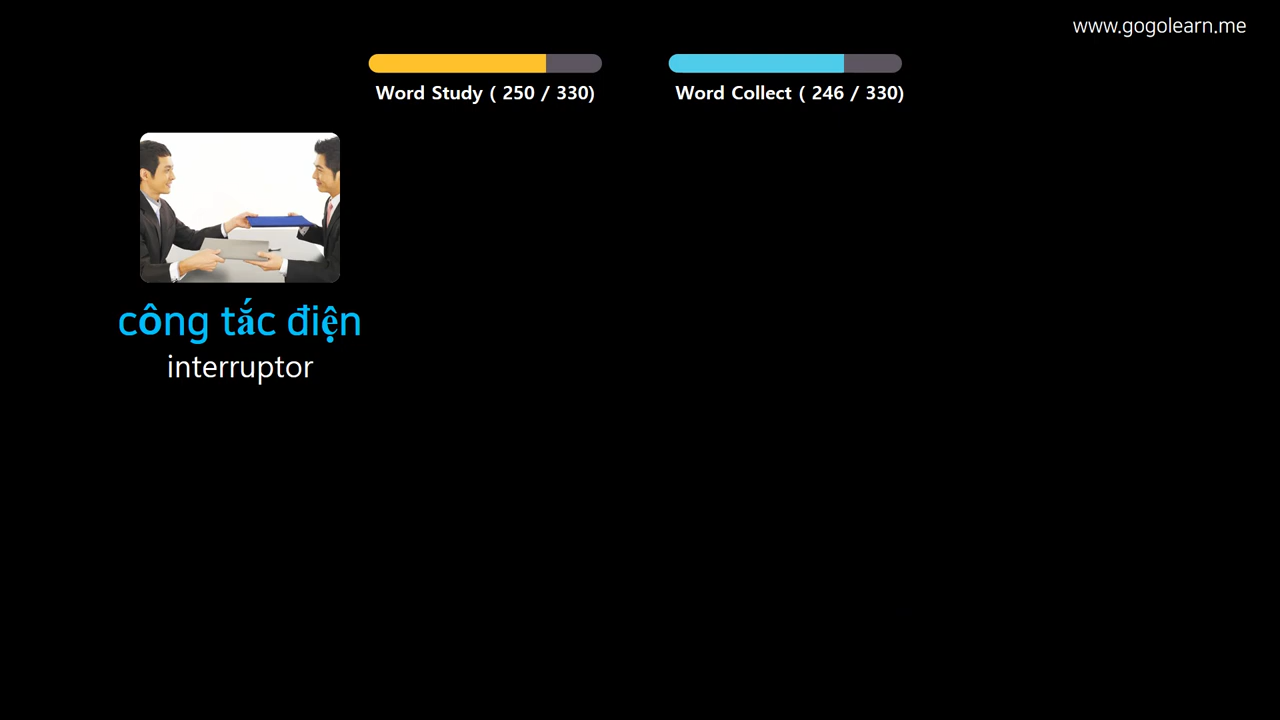 www.gogolearn.me
Word Study ( 250 / 330)
Word Collect ( 246 / 330)
công tắc điện
interruptor